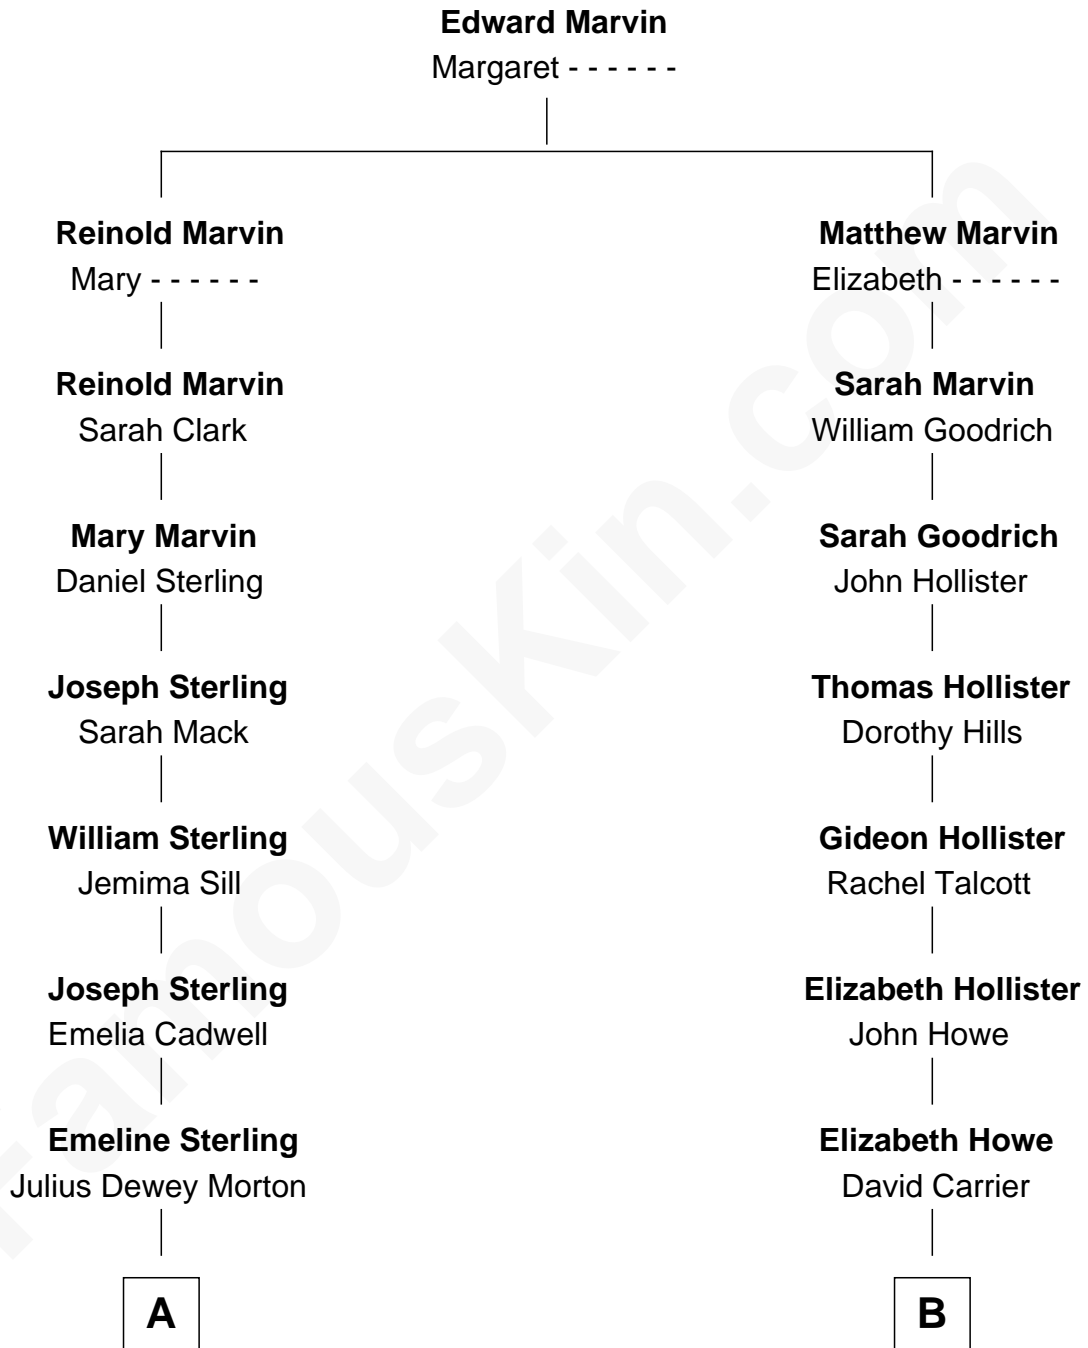 Edward Marvin
Margaret - - - - - -
Reinold Marvin
Mary - - - - - -
Matthew Marvin
Elizabeth - - - - - -
Reinold Marvin
Sarah Clark
Sarah Marvin
William Goodrich
Mary Marvin
Daniel Sterling
Sarah Goodrich
John Hollister
Joseph Sterling
Sarah Mack
Thomas Hollister
Dorothy Hills
William Sterling
Jemima Sill
Gideon Hollister
Rachel Talcott
Joseph Sterling
Emelia Cadwell
Elizabeth Hollister
John Howe
Emeline Sterling
Julius Dewey Morton
Elizabeth Howe
David Carrier
A
B
FamousKin.com